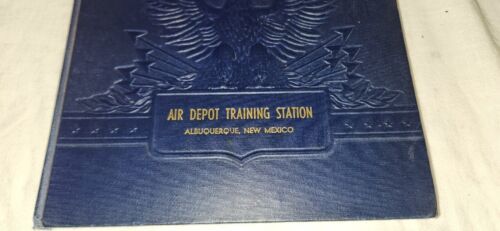 AIR DEPOT TRAINING STATION
ALBUQUERQUE, NEW MEXICO